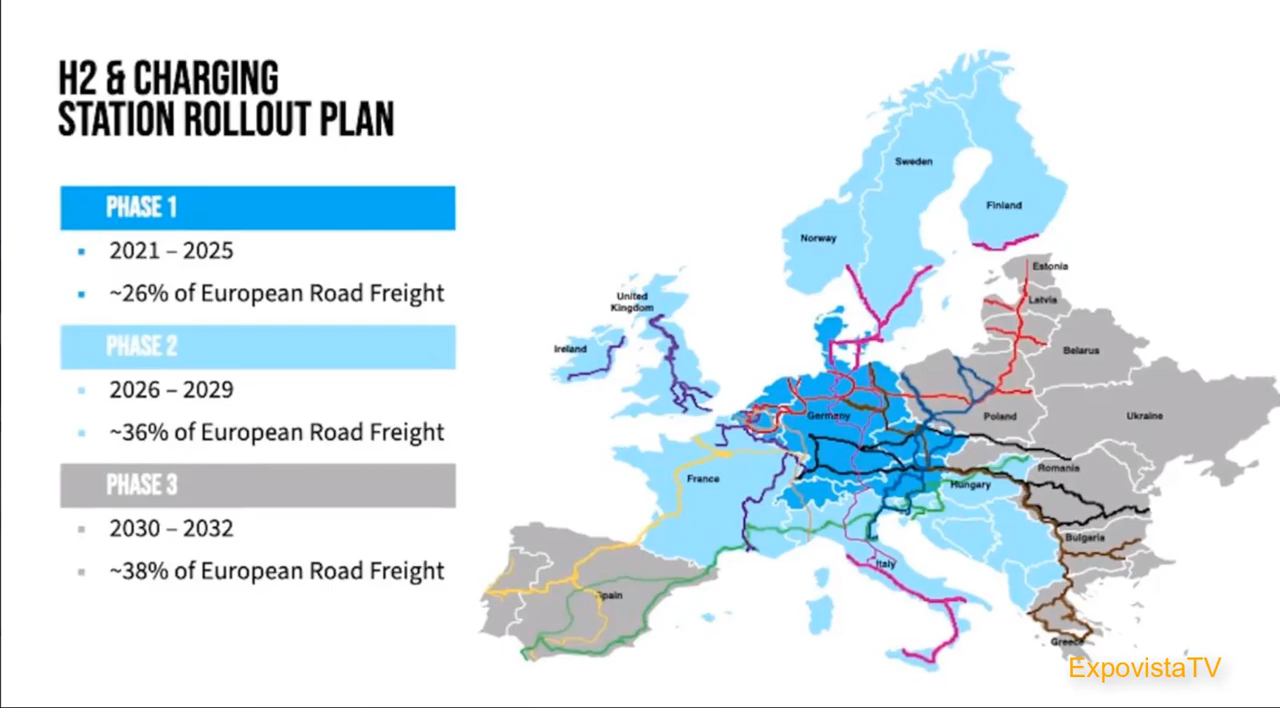 H2 & CHARGING
STATION ROLLOUT PLAN
PHASE 1
2021 – 2025
~26% of European Road Freight
PHASE 2
2026 – 2029
~36% of European Road Freight
PHASE 3
2030 – 2032
~38% of European Road Freight
Sweden
Finland
Norway
Estonia
United
Kingdom
Latvia
Ireland
Belarus
Germany
Poland
Ukraine
France
Romania
Hungary
Bulgaria
Italy
Spain
Greece
ExpovistaTV